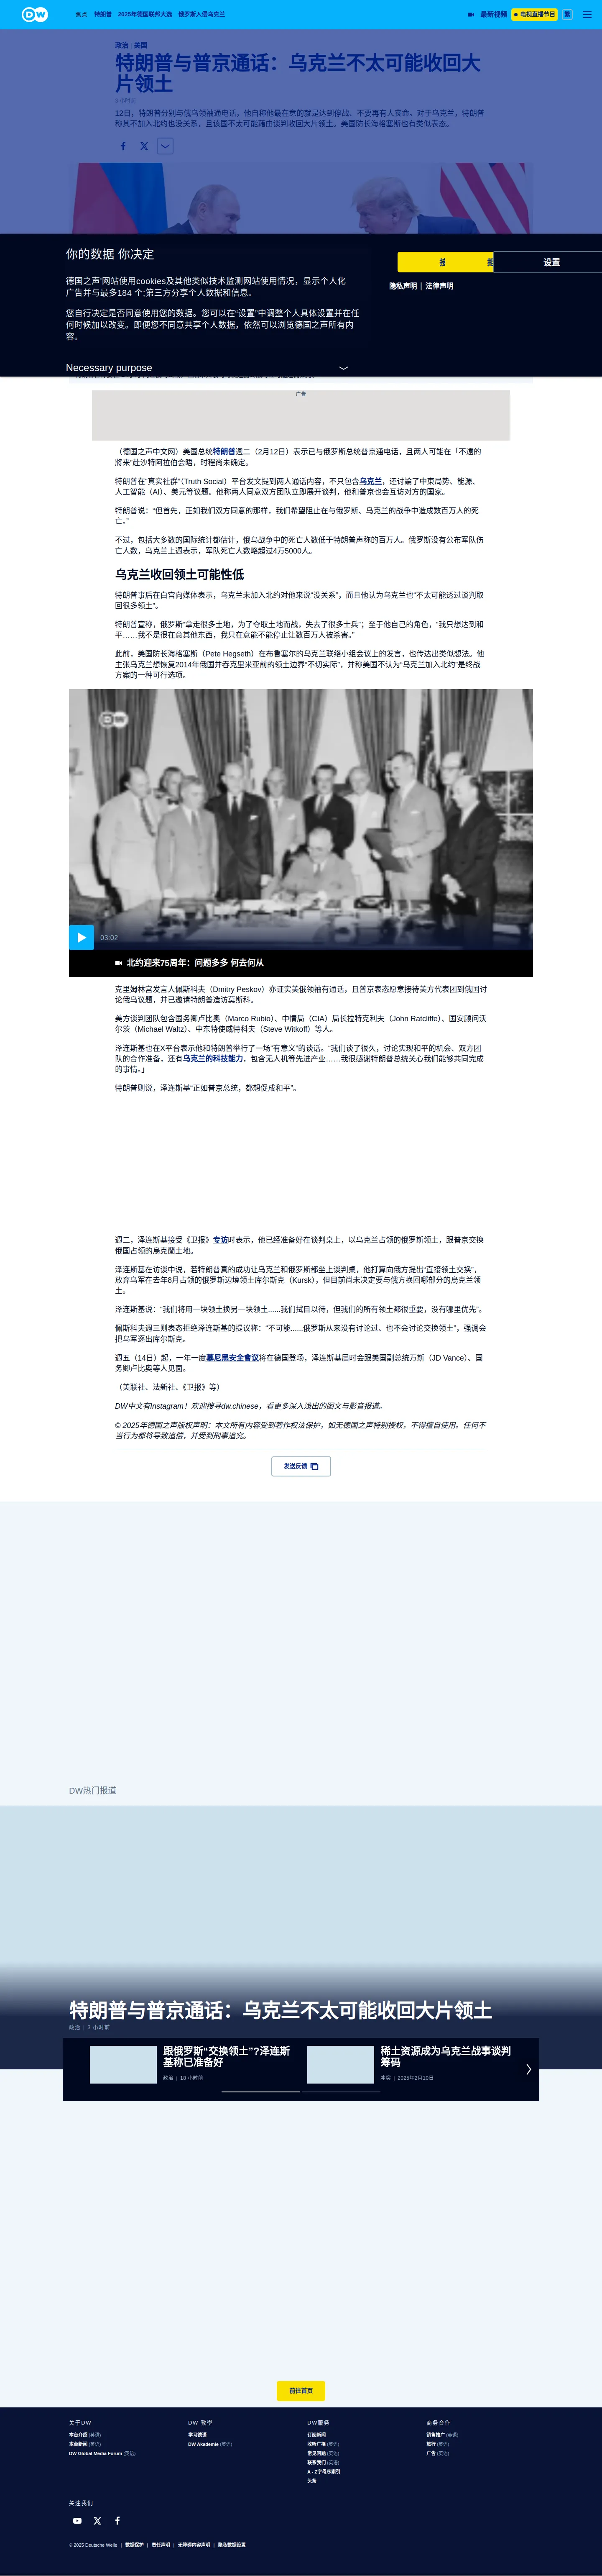 DW
焦点 特朗普 2025年德国联邦大选 俄罗斯入侵乌克兰
最新视频 电视直播节目 繁
政治 | 美国
特朗普与普京通话：乌克兰不太可能收回大
片领土
3 小时前
12日，特朗普分别与俄乌领袖通电话，他自称他最在意的就是达到停战、不要再有人丧命。对于乌克兰，特朗普
称其不加入北约也没关系，且该国不太可能藉由谈判收回大片领土。美国防长海格塞斯也有类似表态。
你的数据 你决定
设置
德国之声'网站使用cookies及其他类似技术监测网站使用情况，显示个人化
广告并与最多184 个;第三方分享个人数据和信息。
隐私声明 | 法律声明
您自行决定是否同意使用您的数据。您可以在"设置"中调整个人具体设置并在任
何时候加以改变。即便您不同意共享个人数据，依然可以浏览德国之声所有内
容。
Necessary purpose
广告
（德国之声中文网）美国总统特朗普週二（2月12日）表示已与俄罗斯总统普京通电话，且两人可能在「不遠的
將來"赴沙特阿拉伯会晤，时程尚未确定。
特朗普在"真实社群"（Truth Social）平台发文提到两人通话内容，不只包含乌克兰，还讨論了中東局势、能源、
人工智能（AI）、美元等议题。他称两人同意双方团队立即展开谈判，他和普京也会互访对方的国家。
特朗普说："但首先，正如我们双方同意的那样，我们希望阻止在与俄罗斯、乌克兰的战争中造成数百万人的死
亡。"
不过，包括大多数的国际统计都估计，俄乌战争中的死亡人数低于特朗普声称的百万人。俄罗斯没有公布军队伤
亡人数，乌克兰上週表示，军队死亡人数略超过4万5000人。
乌克兰收回领土可能性低
特朗普事后在白宫向媒体表示，乌克兰未加入北约对他来说"没关系"，而且他认为乌克兰也"不太可能透过谈判取
回很多领土"。
特朗普宣称，俄罗斯"拿走很多土地，为了夺取土地而战，失去了很多士兵"；至于他自己的角色，"我只想达到和
平……我不是很在意其他东西，我只在意能不能停止让数百万人被杀害。"
此前，美国防长海格塞斯（Pete Hegseth）在布鲁塞尔的乌克兰联络小组会议上的发言，也传达出类似想法。他
主张乌克兰想恢复2014年俄国并吞克里米亚前的领土边界"不切实际"，并称美国不认为"乌克兰加入北约"是终战
方案的一种可行选项。
DW
03:02
北约迎来75周年：问题多多 何去何从
克里姆林宫发言人佩斯科夫（Dmitry Peskov）亦证实美俄领袖有通话，且普京表态愿意接待美方代表团到俄国讨
论俄乌议题，并已邀请特朗普造访莫斯科。
美方谈判团队包含国务卿卢比奥（Marco Rubio）、中情局（CIA）局长拉特克利夫（John Ratcliffe）、国安顾问沃
尔茨（Michael Waltz）、中东特使威特科夫（Steve Witkoff）等人。
泽连斯基也在X平台表示他和特朗普举行了一场"有意义"的谈话。"我们谈了很久，讨论实现和平的机会、双方团
队的合作准备，还有乌克兰的科技能力，包含无人机等先进产业……我很感谢特朗普总统关心我们能够共同完成
的事情。」
特朗普则说，泽连斯基"正如普京总统，都想促成和平"。
週二，泽连斯基接受《卫报》专访时表示，他已经准备好在谈判桌上，以乌克兰占领的俄罗斯领土，跟普京交换
俄国占领的烏克蘭土地。
泽连斯基在访谈中说，若特朗普真的成功让乌克兰和俄罗斯都坐上谈判桌，他打算向俄方提出"直接领土交换"，
放弃乌军在去年8月占领的俄罗斯边境领土库尔斯克（Kursk），但目前尚未决定要与俄方换回哪部分的烏克兰领
土。
泽连斯基说："我们将用一块领土换另一块领土......我们拭目以待，但我们的所有领土都很重要，没有哪里优先"。
佩斯科夫週三则表态拒绝泽连斯基的提议称："不可能......俄罗斯从来没有讨论过、也不会讨论交换领土"，强调会
把乌军逐出库尔斯克。
週五（14日）起，一年一度慕尼黑安全會议将在德国登场，泽连斯基届时会跟美国副总统万斯（JD Vance）、国
务卿卢比奥等人见面。
（美联社、法新社、《卫报》等）
DW中文有Instagram！欢迎搜寻dw.chinese，看更多深入浅出的图文与影音报道。
© 2025年德国之声版权声明：本文所有内容受到著作权法保护，如无德国之声特别授权，不得擅自使用。任何不
当行为都将导致追偿，并受到刑事追究。
发送反馈
DW热门报道
特朗普与普京通话：乌克兰不太可能收回大片领土
政治 | 3 小时前
跟俄罗斯"交换领土"?泽连斯
基称已准备好
政治 | 18 小时前
稀土资源成为乌克兰战事谈判
筹码
冲突 | 2025年2月10日
前往首页
关于DW
本台介绍 (英语)
本台新闻 (英语)
DW Global Media Forum (英语)
DW 教學
学习德语
DW Akademie (英语)
DW服务
订阅新闻
收听广播 (英语)
常见问题 (英语)
联系我们 (英语)
A - Z字母序索引
头条
商务合作
销售推广 (英语)
旅行 (英语)
广告 (英语)
关注我们
© 2025 Deutsche Welle | 数据保护 | 责任声明 | 无障碍内容声明 | 隐私数据设置